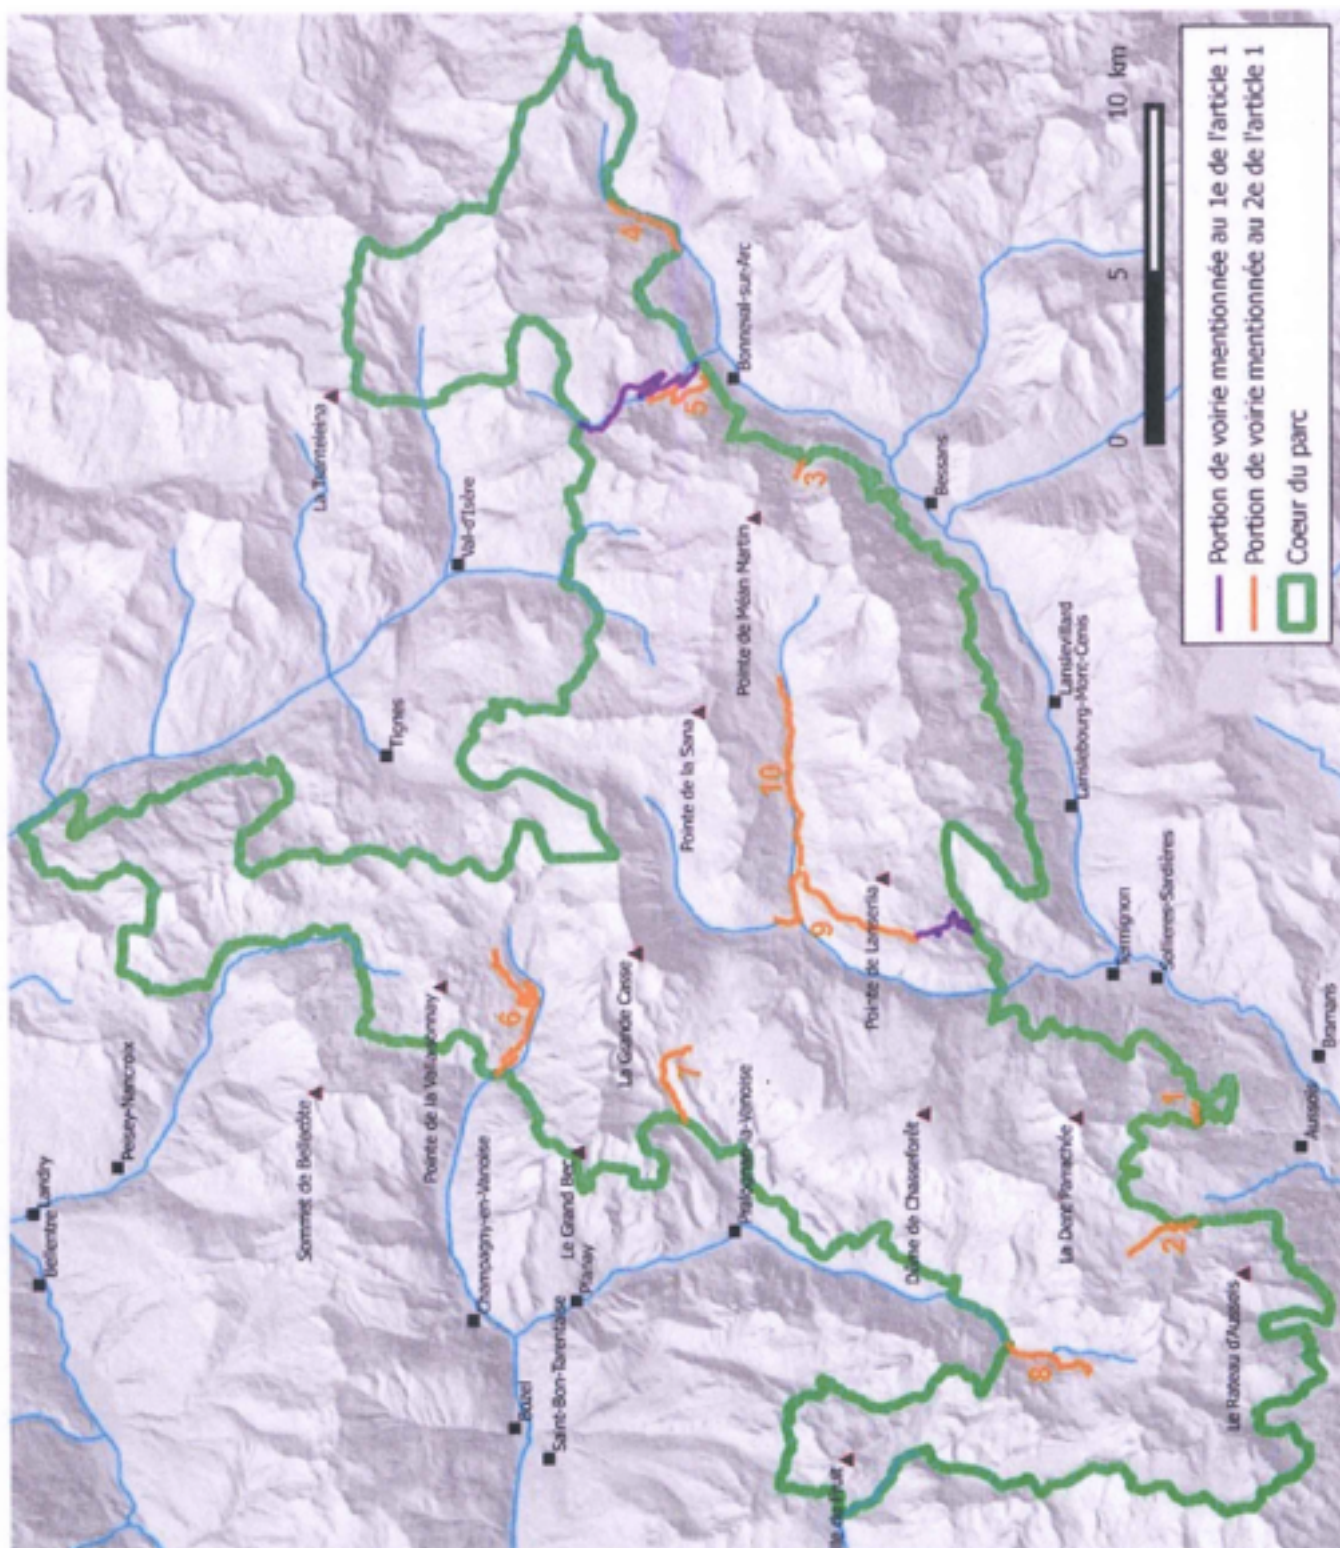 Bellentre
Landry
Peisey-Nancroix
Sommet de Bellecôte
Pointe de la Vallaisonnay
Champagny-en-Vanoise
Bozel
Saint-Bon-Tarentaise
Le Grand Bec
Planay
La Grande Casse
Pralognan-la-Vanoise
Dôme de Chasseforêt
La Dent Parrachée
Le Rateau d'Aussois
Aussois
Bramans
Sollières-Sardières
Termignon
Lanslebourg-Mont-Cenis
Lanslevillard
Bessans
Bonneval-sur-Arc
Pointe de Méan Martin
Pointe de la Sana
Pointe de Lanserlia
Tignes
Val-d'Isère
La Tsanteleina
1
2
3
4
5
6
7
8
9
10
0 5 10 km
Portion de voirie mentionnée au 1e de l'article 1
Portion de voirie mentionnée au 2e de l'article 1
Coeur du parc